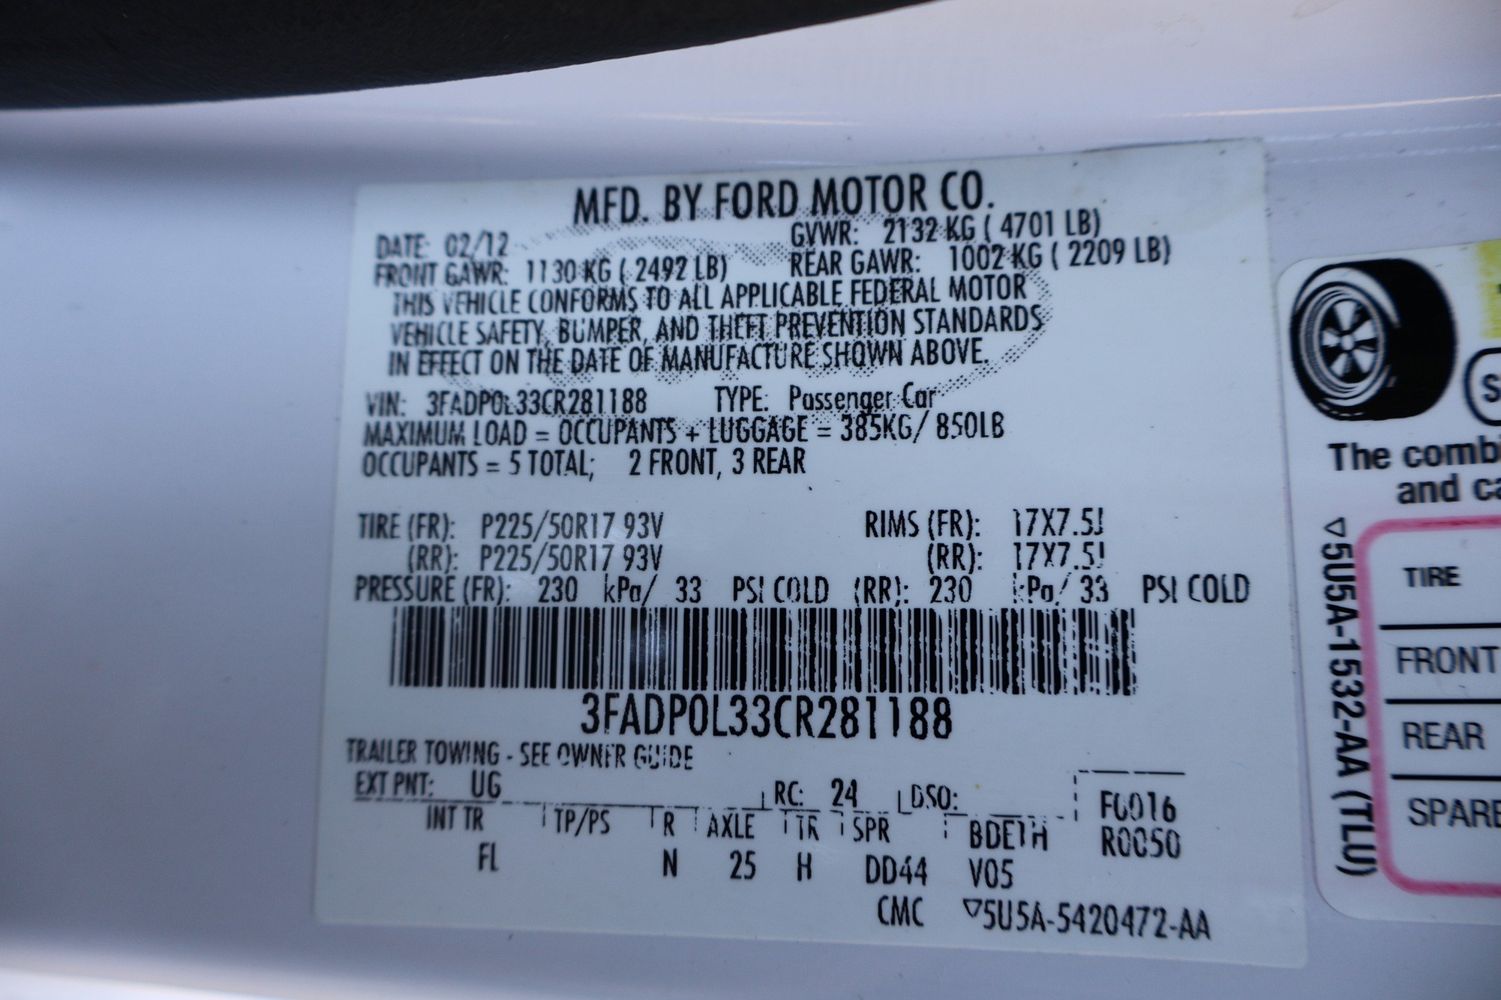 MFD. BY FORD MOTOR CO.
DATE: 02/12 GVWR: 2132 KG ( 4701 LB)
FRONT GAWR: 1130 KG ( 2492 LB) REAR GAWR: 1002 KG ( 2209 LB)
THIS VEHICLE CONFORMS TO ALL APPLICABLE FEDERAL MOTOR
VEHICLE SAFETY, BUMPER, AND THEFT PREVENTION STANDARDS
IN EFFECT ON THE DATE OF MANUFACTURE SHOWN ABOVE.
VIN: 3FADP0L33CR281188 TYPE: Passenger Car
MAXIMUM LOAD = OCCUPANTS + LUGGAGE = 385KG/ 850LB
OCCUPANTS = 5 TOTAL; 2 FRONT, 3 REAR
TIRE (FR): P225/50R17 93V RIMS (FR): 17X7.5J
(RR): P225/50R17 93V (RR): 17X7.5J
PRESSURE (FR): 230 kPa/ 33 PSI COLD (RR): 230 kPa/ 33 PSI COLD
3FADP0L33CR281188
TRAILER TOWING - SEE OWNER GUIDE
EXT PNT: UG RC: 24 DSO:
INT TR TP/PS R AXLE TR SPR BDETH F0016
R0050
FL N 25 H DD44 V05
CMC ▽5U5A-5420472-AA
The comb
and ca
▽5U5A-1532-AA (TLU)
TIRE
FRONT
REAR
SPARE